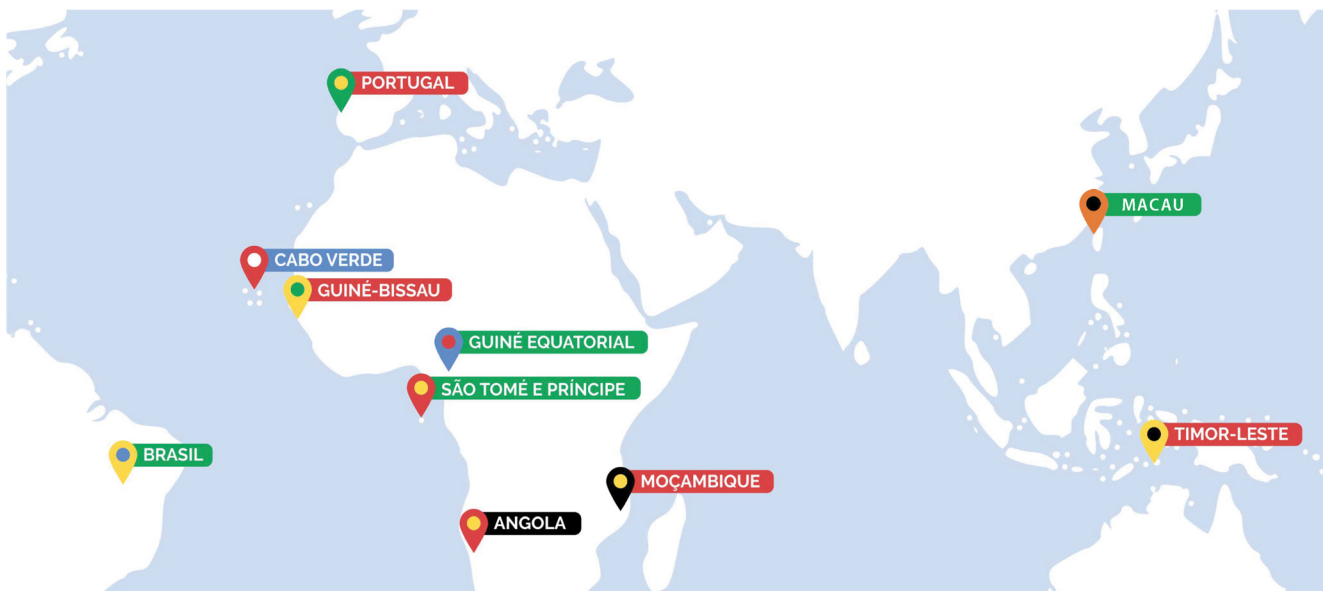 PORTUGAL
MACAU
CABO VERDE
GUINÉ-BISSAU
GUINÉ EQUATORIAL
SÃO TOMÉ E PRÍNCIPE
TIMOR-LESTE
BRASIL
MOÇAMBIQUE
ANGOLA